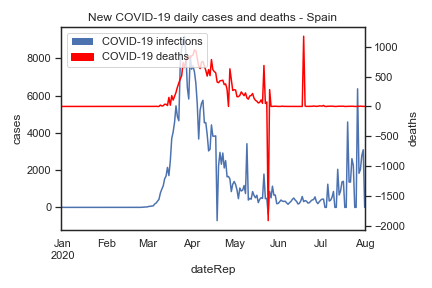 New COVID-19 daily cases and deaths - Spain
COVID-19 infections
COVID-19 deaths
cases
8000
6000
4000
2000
0
deaths
1000
500
0
−500
−1000
−1500
−2000
Jan Feb Mar Apr May Jun Jul Aug
2020
dateRep